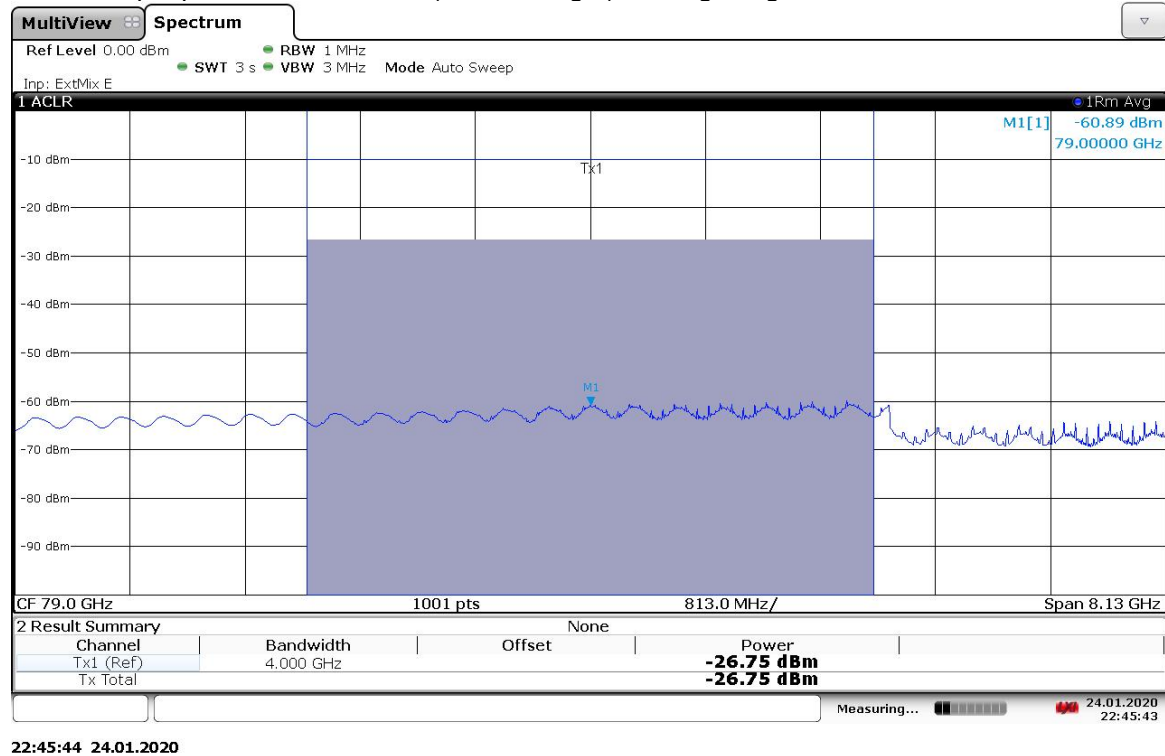 MultiView Spectrum
Ref Level 0.00 dBm RBW 1 MHz
SWT 3 s VBW 3 MHz Mode Auto Sweep
Inp: ExtMix E
1 ACLR 1Rm Avg
M1[1] -60.89 dBm
79.00000 GHz
-10 dBm
Tx1
-20 dBm
-30 dBm
-40 dBm
-50 dBm
M1
-60 dBm
-70 dBm
-80 dBm
-90 dBm
CF 79.0 GHz 1001 pts 813.0 MHz/ Span 8.13 GHz
2 Result Summary None
Channel Bandwidth Offset Power
Tx1 (Ref) 4.000 GHz -26.75 dBm
Tx Total -26.75 dBm
Measuring... 24.01.2020
22:45:43
22:45:44 24.01.2020